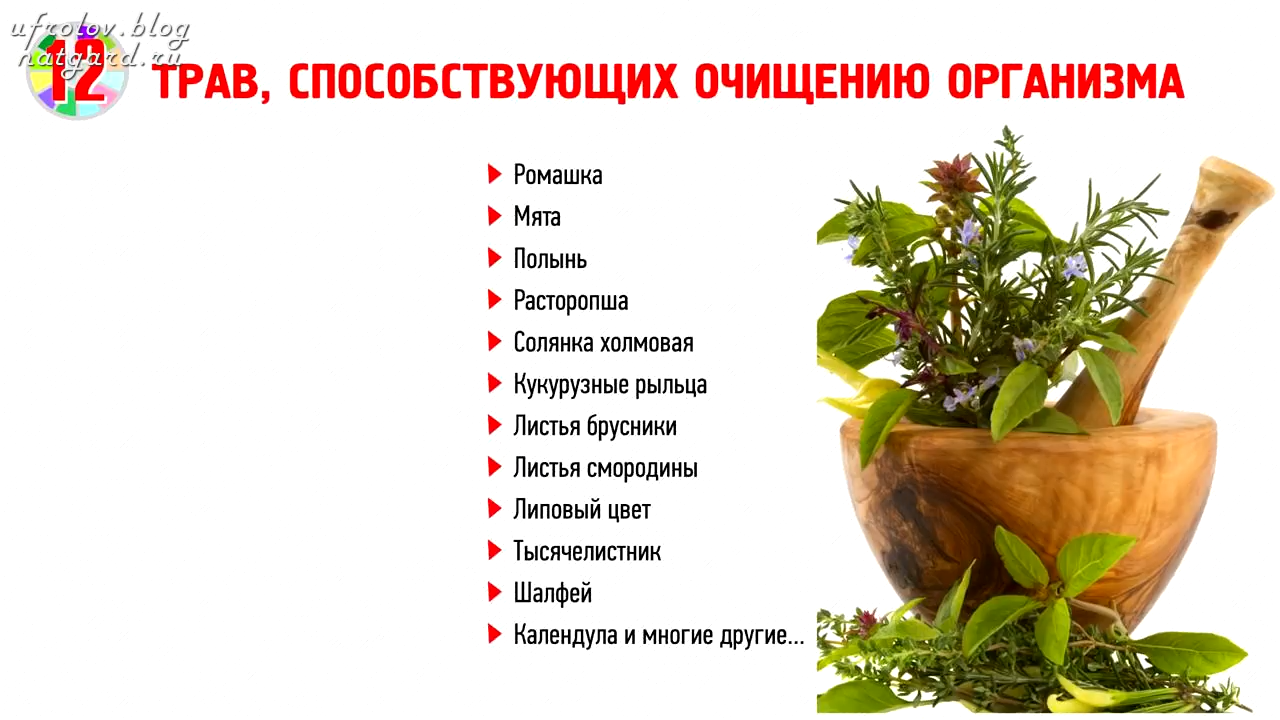 ufrolov.blog
natgard.ru
12 ТРАВ, СПОСОБСТВУЮЩИХ ОЧИЩЕНИЮ ОРГАНИЗМА
Ромашка
Мята
Полынь
Расторопша
Солянка холмовая
Кукурузные рыльца
Листья брусники
Листья смородины
Липовый цвет
Тысячелистник
Шалфей
Календула и многие другие...